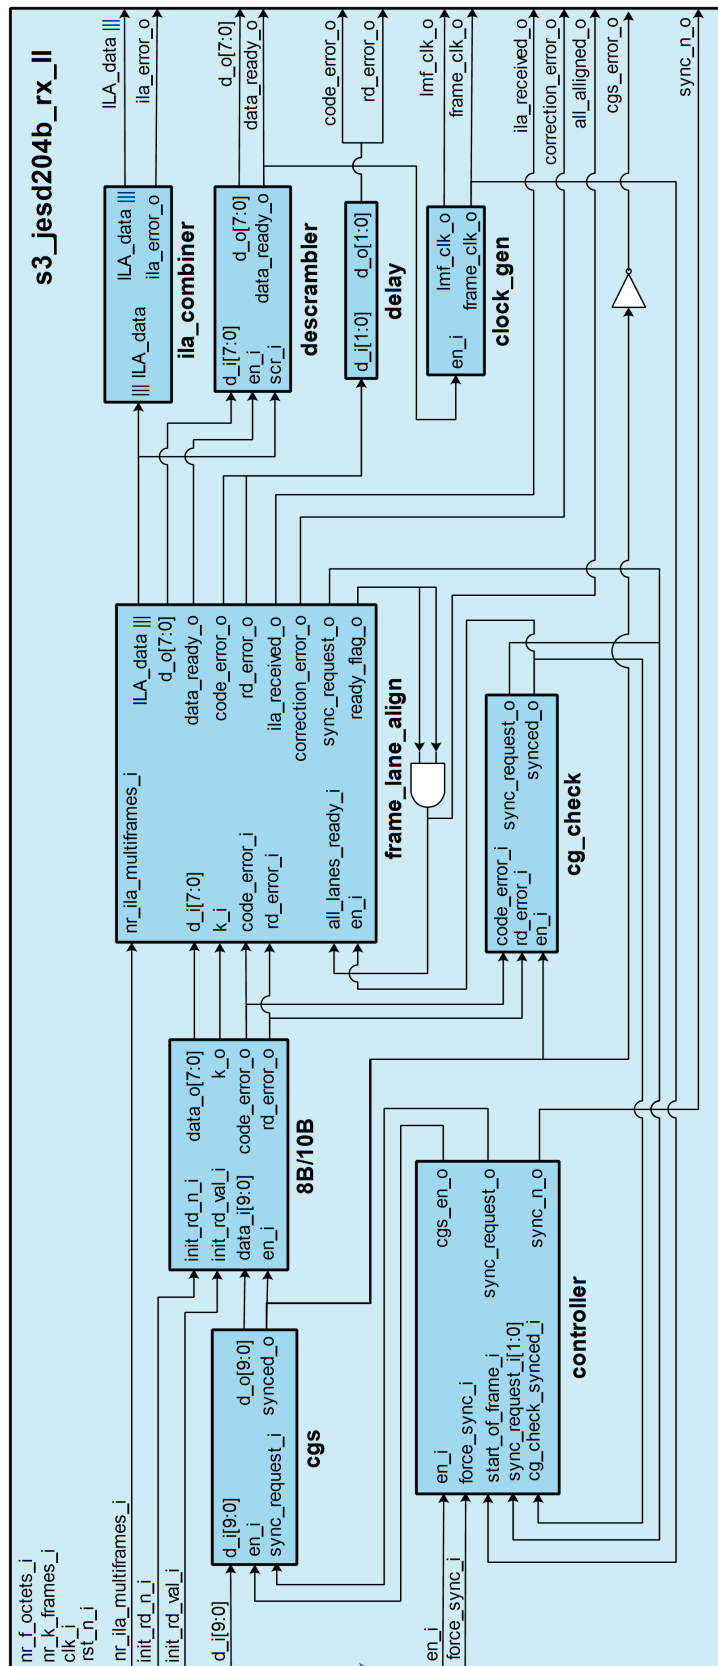 s3_jesd204b_rx_II
nr_f_octets_i
nr_k_frames_i
clk_i
rst_n_i
nr_ila_multiframes_i
init_rd_n_i
init_rd_val_i
d_i[9:0]
en_i
force_sync_i
d_i[9:0]
en_i
sync_request_i
d_o[9:0]
synced_o
cgs
init_rd_n_i
init_rd_val_i
data_i[9:0]
en_i
data_o[7:0]
k_o
code_error_o
rd_error_o
8B/10B
en_i
force_sync_i
start_of_frame_i
sync_request_i[1:0]
cg_check_synced_i
cgs_en_o
sync_request_o
sync_n_o
controller
nr_ila_multiframes_i
d_i[7:0]
k_i
code_error_i
rd_error_i
all_lanes_ready_i
en_i
ILA_data |||
d_o[7:0]
data_ready_o
code_error_o
rd_error_o
ila_received_o
correction_error_o
sync_request_o
ready_flag_o
frame_lane_align
code_error_i
rd_error_i
en_i
sync_request_o
synced_o
cg_check
|||| ILA_data
ILA_data |||
ila_error_o
ila_combiner
d_i[7:0]
en_i
scr_i
d_o[7:0]
data_ready_o
descrambler
d_i[1:0]
d_o[1:0]
delay
en_i
lmf_clk_o
frame_clk_o
clock_gen
ILA_data |||
ila_error_o
d_o[7:0]
data_ready_o
code_error_o
rd_error_o
lmf_clk_o
frame_clk_o
ila_received_o
correction_error_o
all_alligned_o
cgs_error_o
sync_n_o